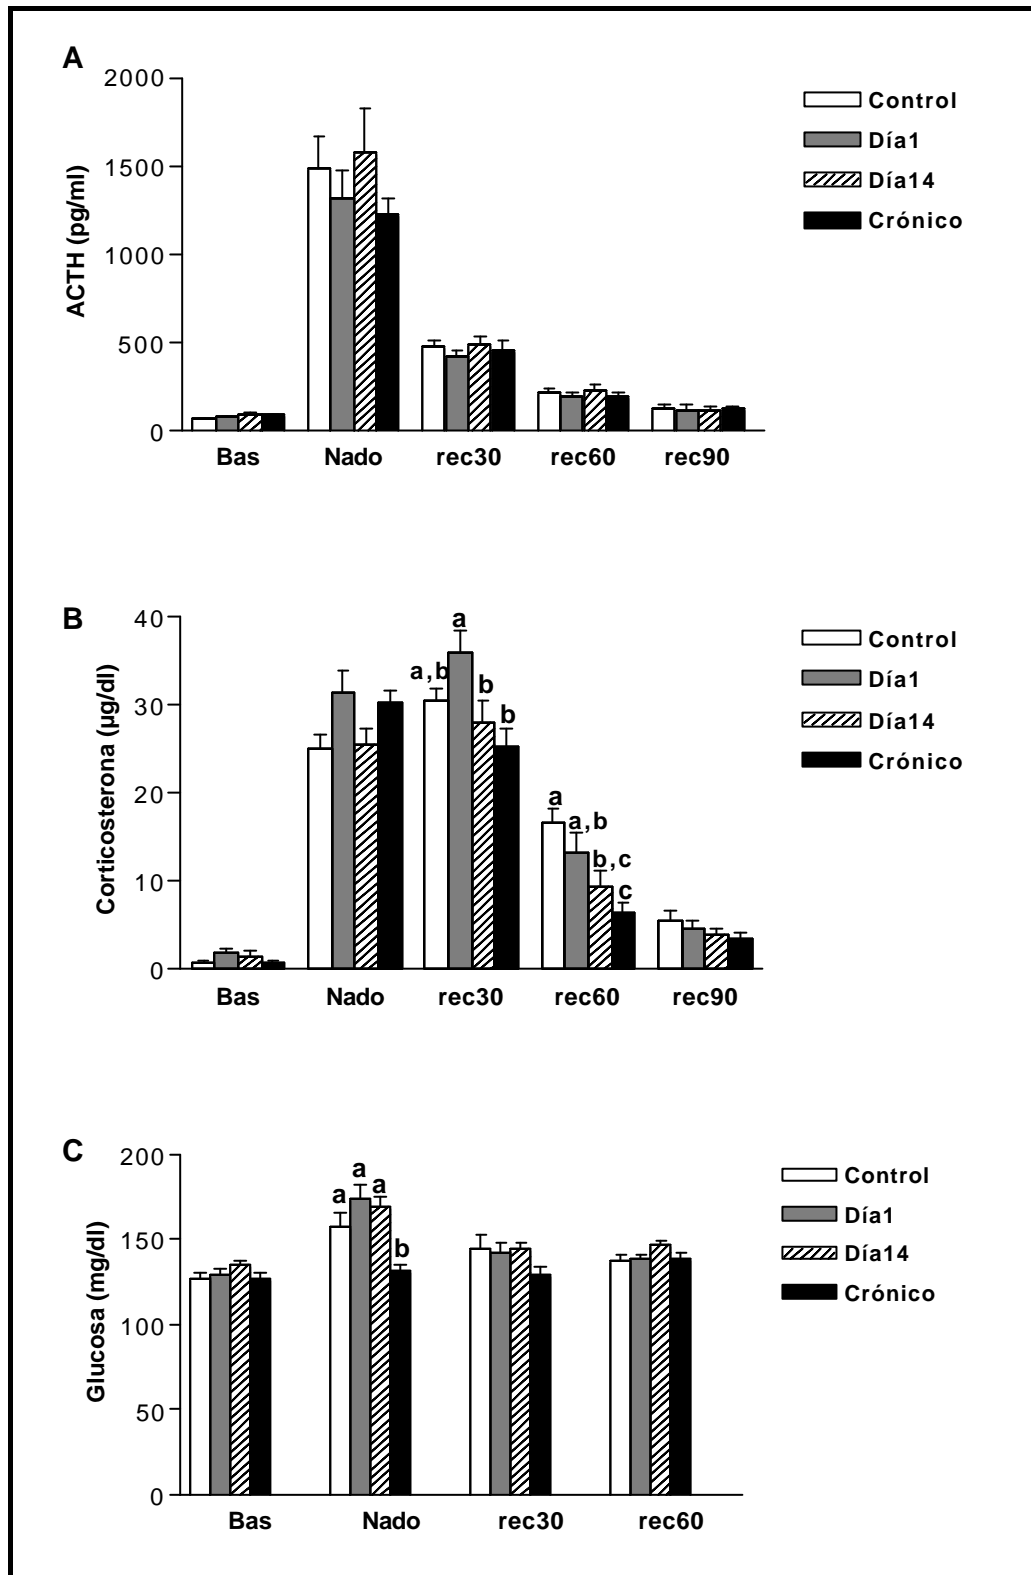 A
2000
1500
1000
500
0
ACTH (pg/ml)
Bas Nado rec30 rec60 rec90
Control
Día1
Día14
Crónico
B
40
30
20
10
0
Corticosterona (µg/dl)
a,b a b b
a a,b b,c c
Bas Nado rec30 rec60 rec90
Control
Día1
Día14
Crónico
C
200
150
100
50
0
Glucosa (mg/dl)
a a a b
Bas Nado rec30 rec60
Control
Día1
Día14
Crónico